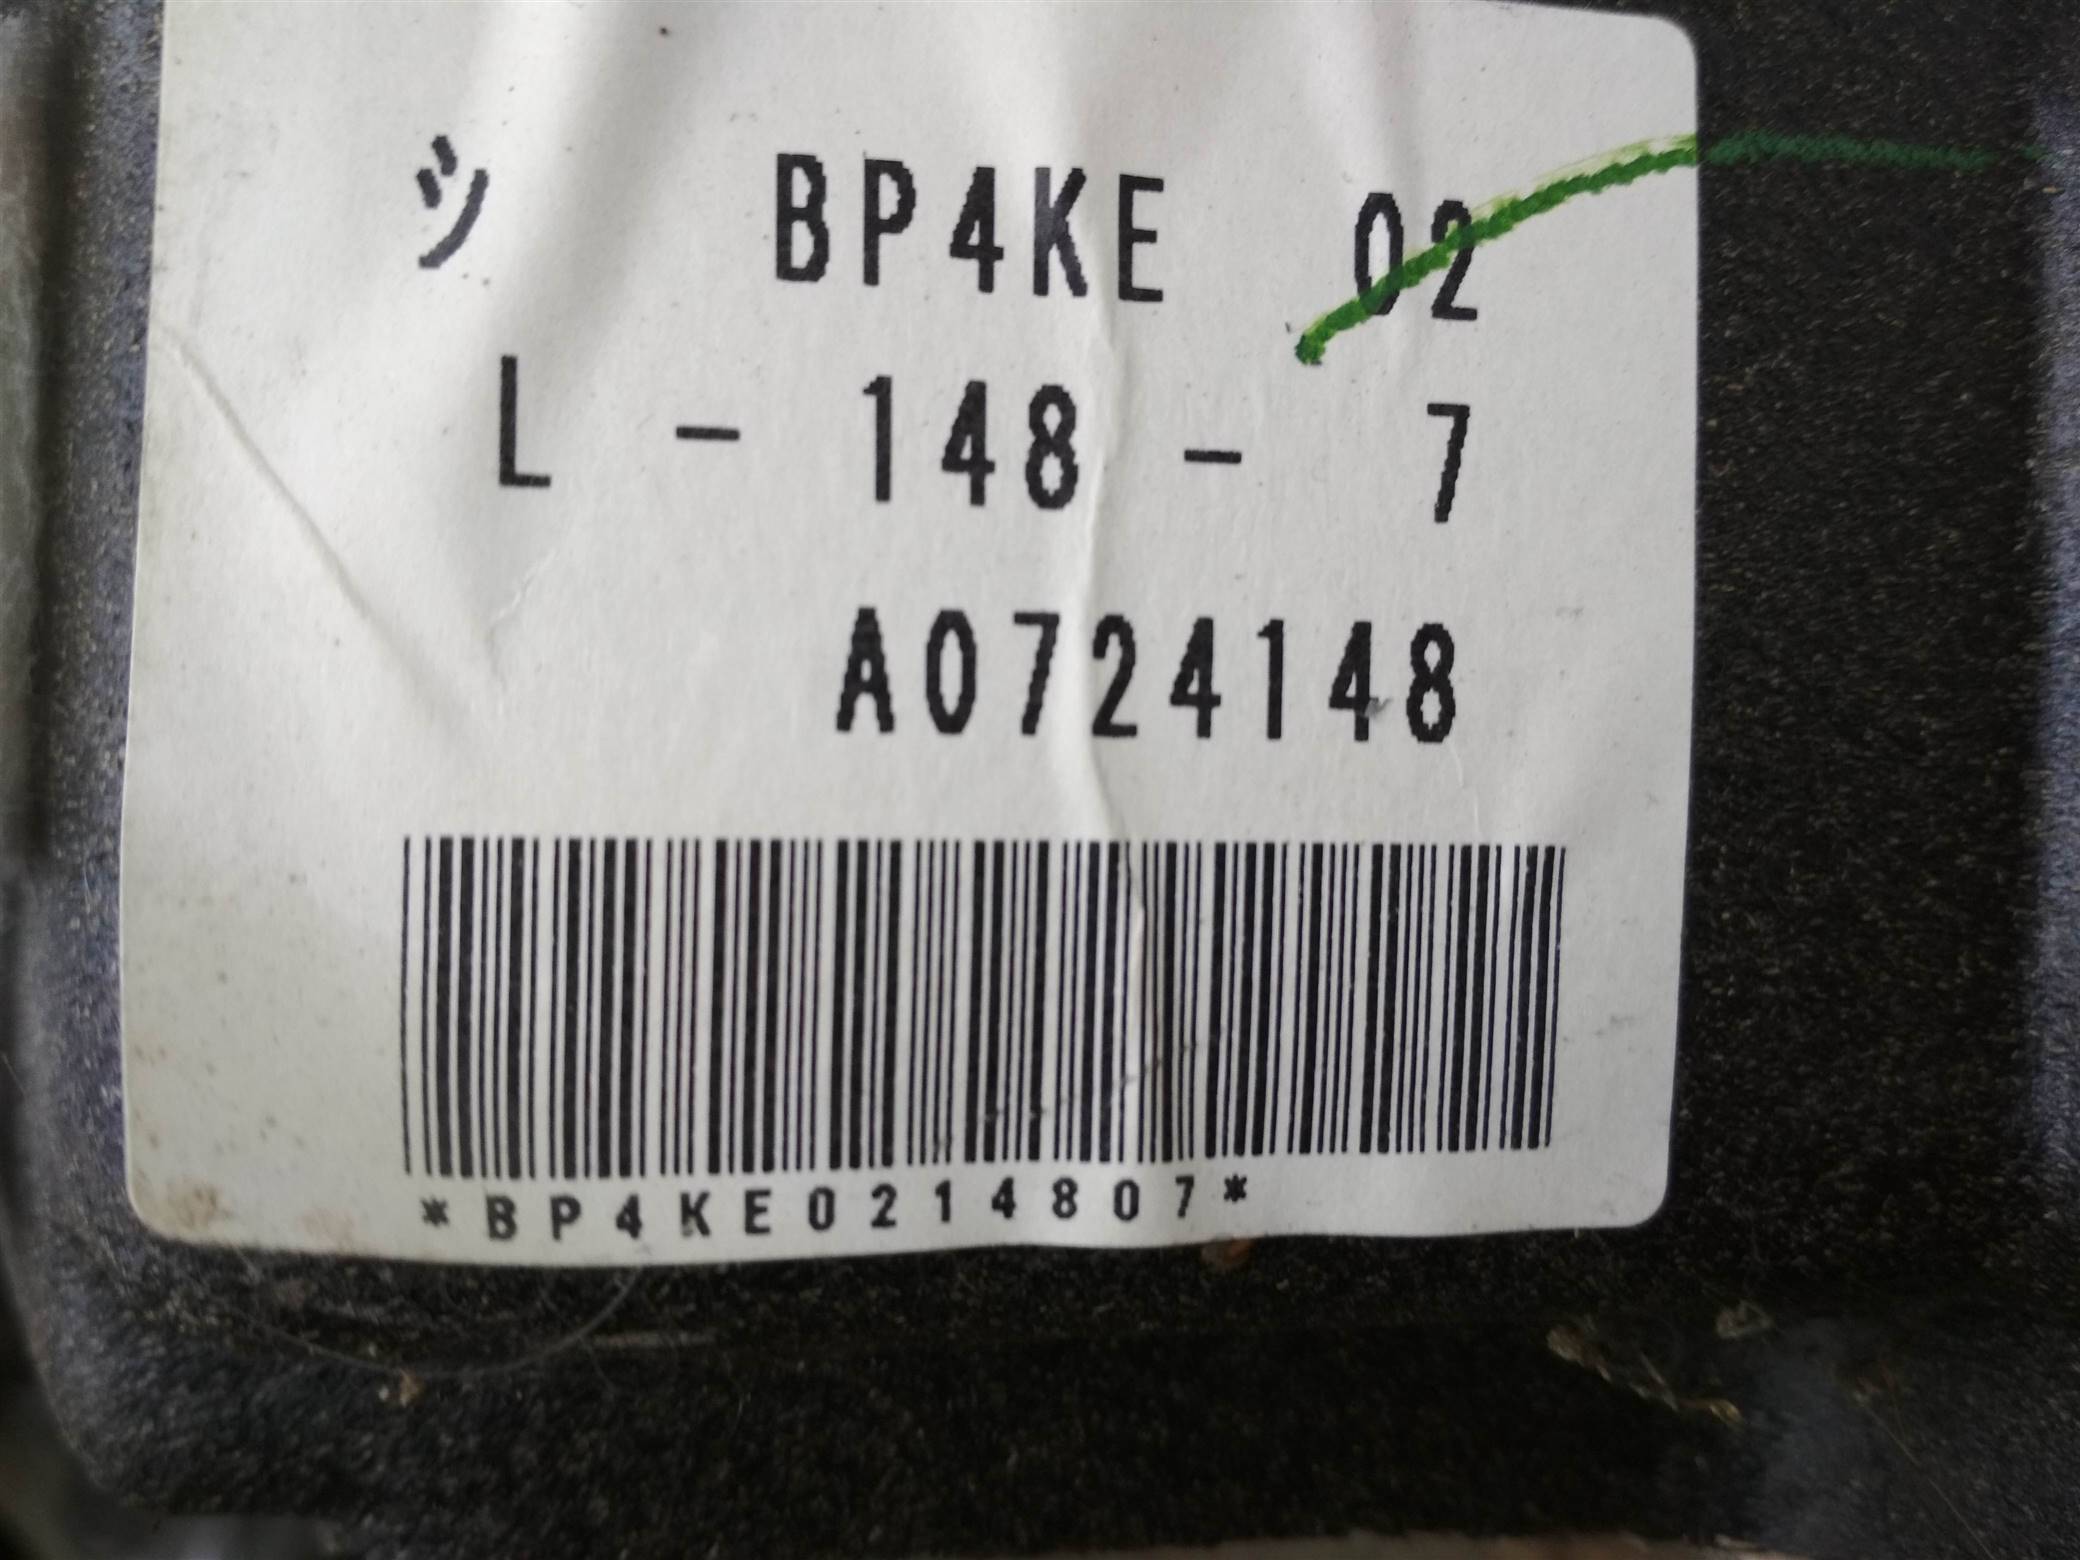 ツ BP4KE 02
L - 148 - 7
A0724148
*BP4KE0214807*